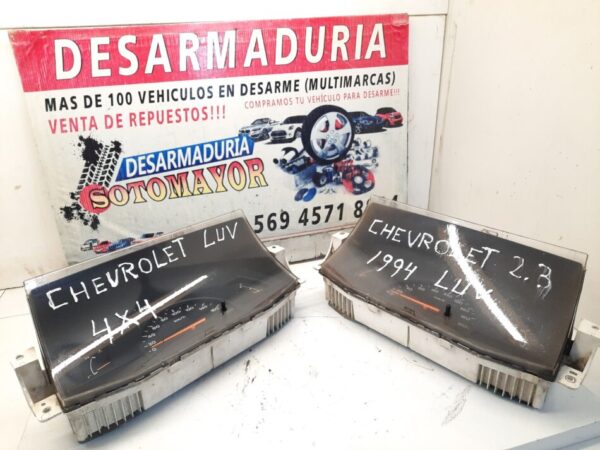 DESARMADURIA
MAS DE 100 VEHICULOS EN DESARME (MULTIMARCAS)
COMPRAMOS TU VEHÍCULO PARA DESARME!!!
VENTA DE REPUESTOS!!!
DESARMADURIA
SOTOMAYOR
569 4571 8
CHEVROLET LUV
4X4
CHEVROLET 2.3
1994 LUV